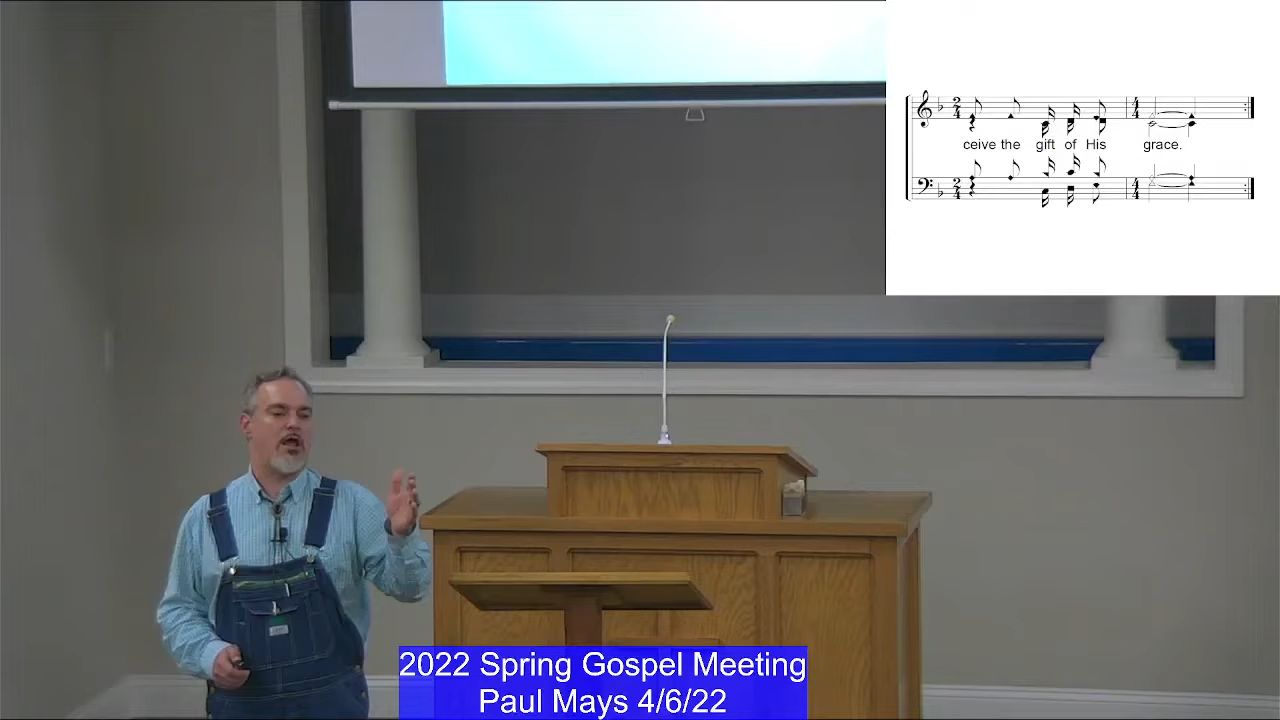 ceive the gift of His grace.
2022 Spring Gospel Meeting
Paul Mays 4/6/22